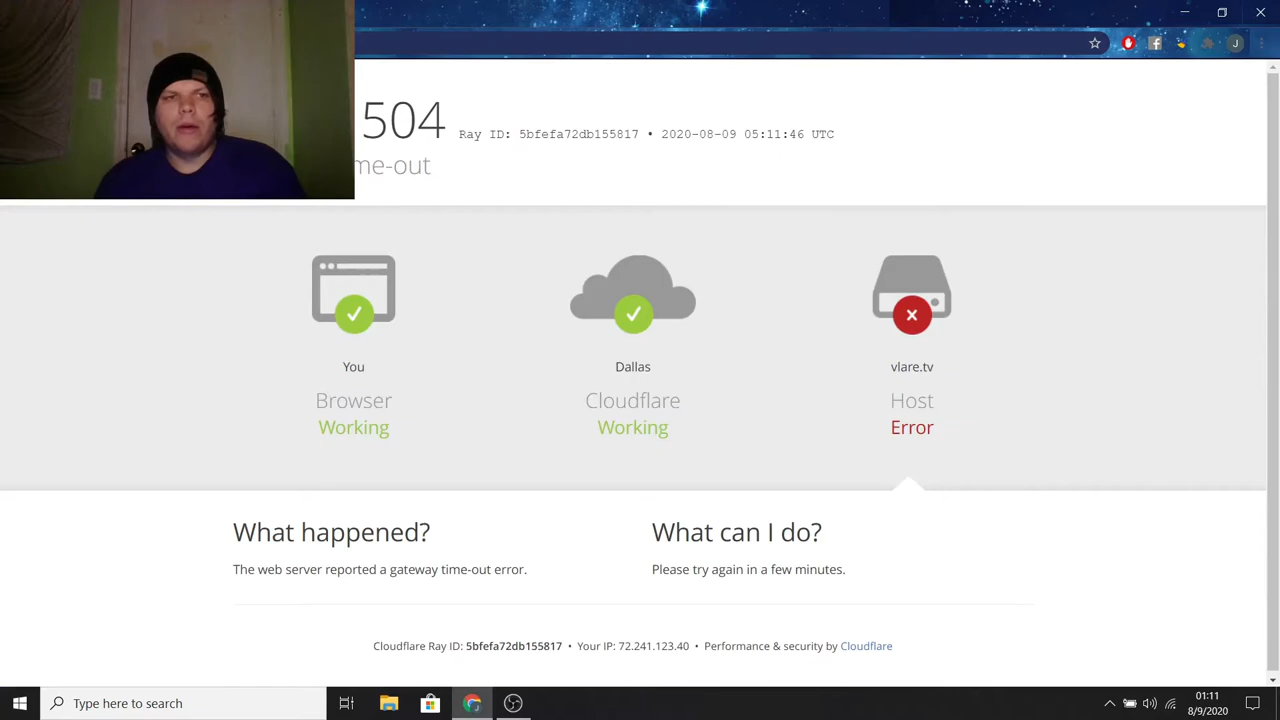 J
504 Ray ID: 5bfefa72db155817 • 2020-08-09 05:11:46 UTC
me-out
You
Browser
Working
Dallas
Cloudflare
Working
vlare.tv
Host
Error
What happened?
The web server reported a gateway time-out error.
What can I do?
Please try again in a few minutes.
Cloudflare Ray ID: 5bfefa72db155817 • Your IP: 72.241.123.40 • Performance & security by Cloudflare
Type here to search
01:11
8/9/2020